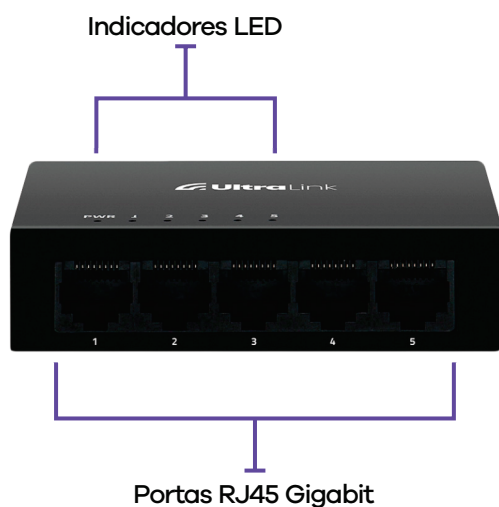 Indicadores LED
UltraLink
PWR 1 2 3 4 5
1 2 3 4 5
Portas RJ45 Gigabit